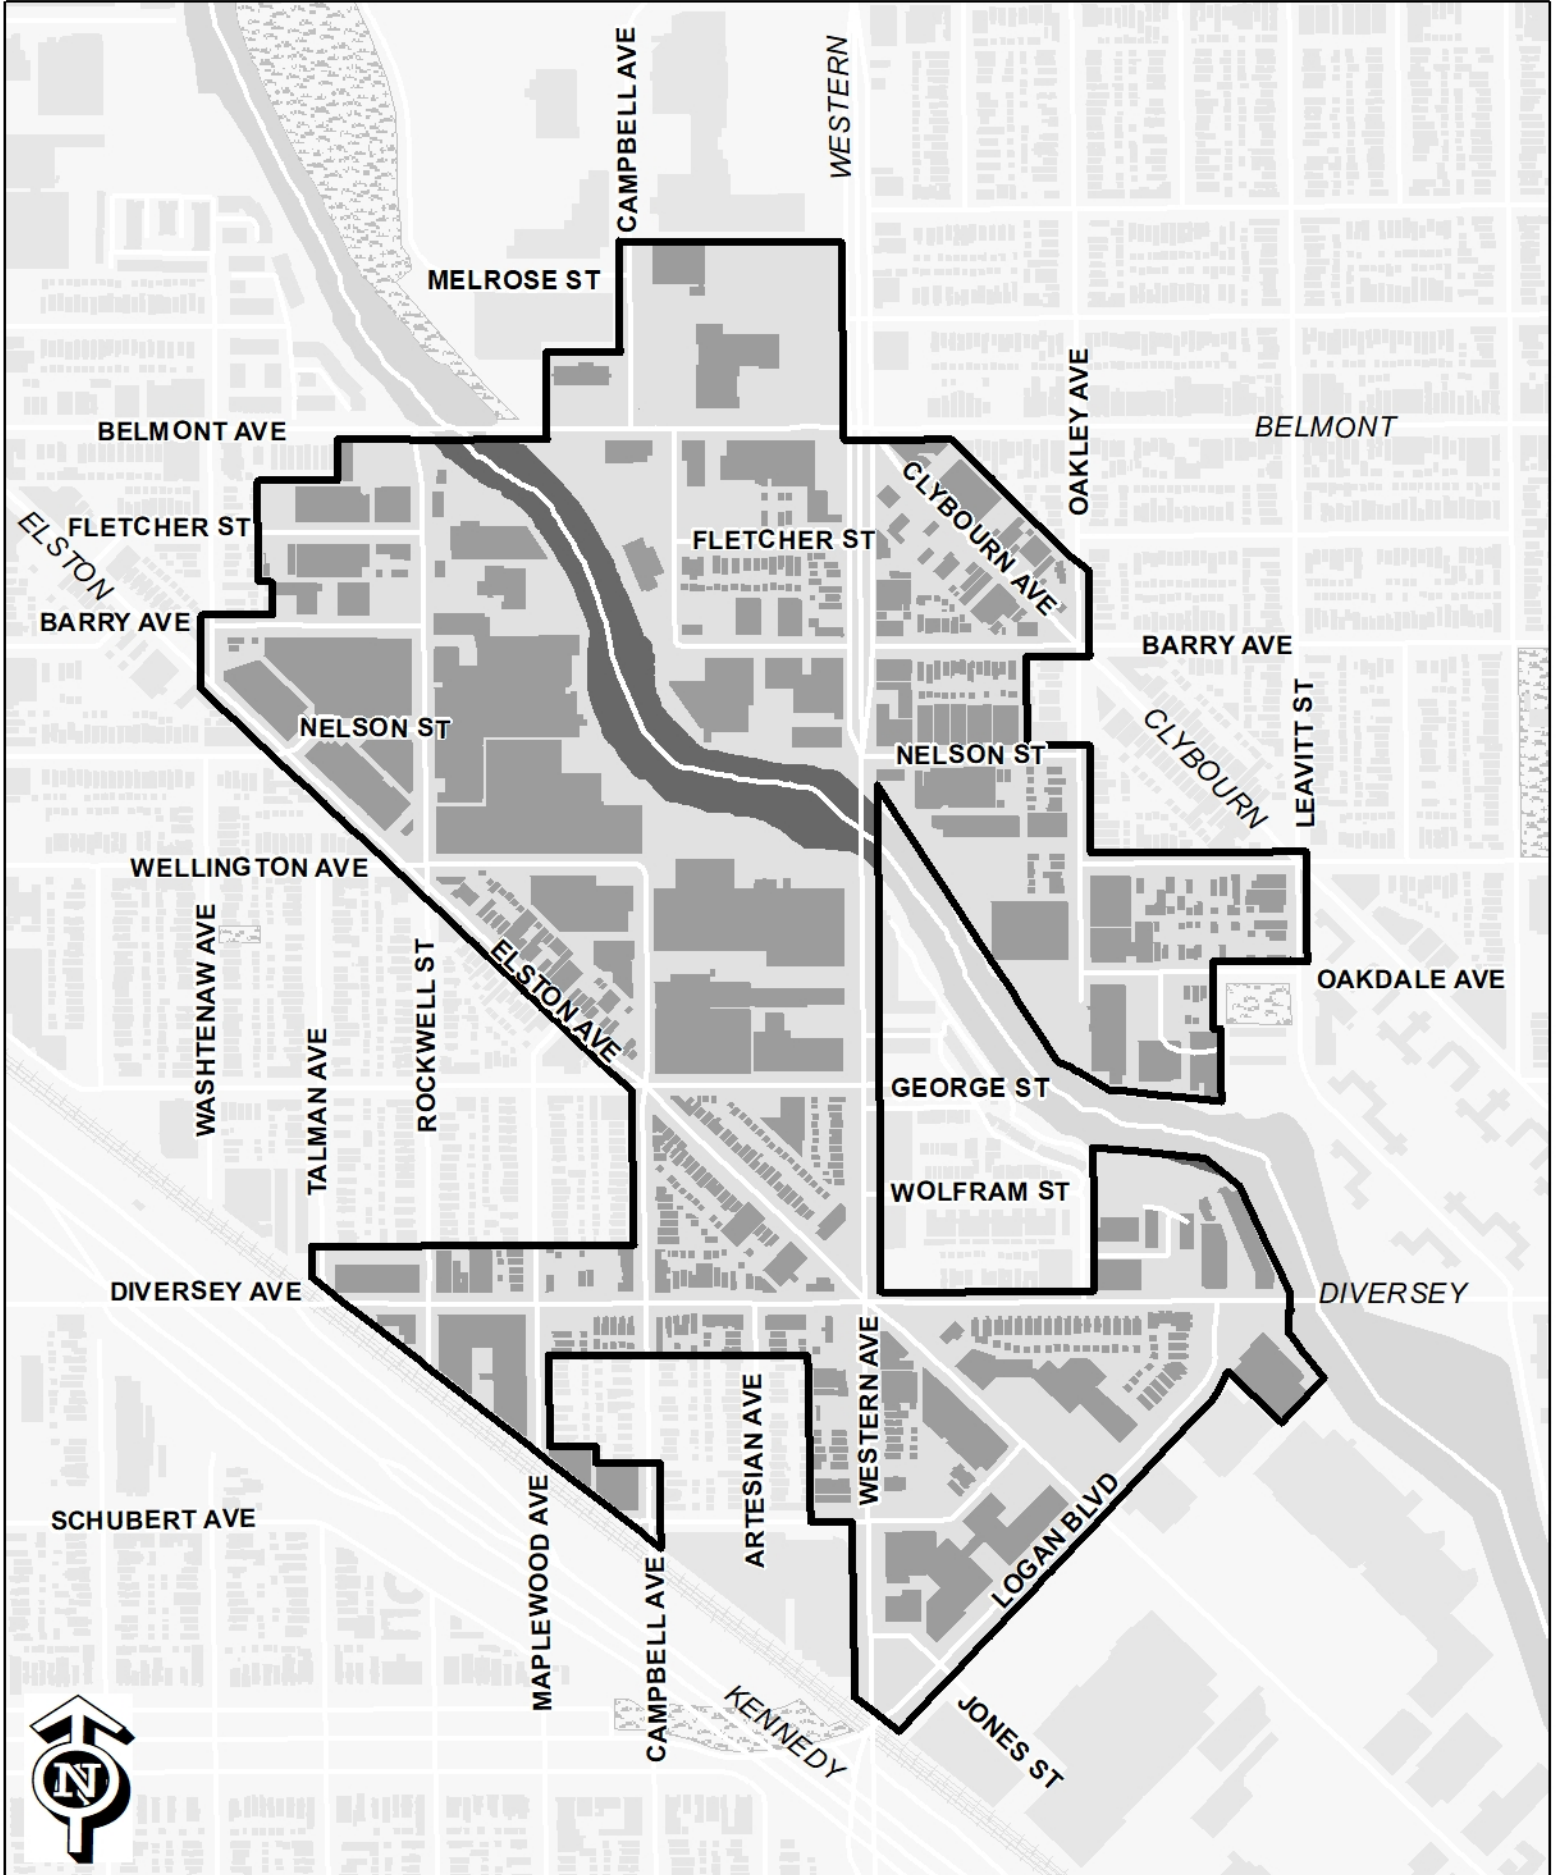 CAMPBELL AVE
WESTERN
MELROSE ST
OAKLEY AVE
BELMONT AVE
BELMONT
CLYBOURN AVE
ELSTON
FLETCHER ST
FLETCHER ST
BARRY AVE
BARRY AVE
LEAVITT ST
NELSON ST
CLYBOURN
NELSON ST
WELLINGTON AVE
WASHTENAW AVE
ROCKWELL ST
ELSTON AVE
OAKDALE AVE
TALMAN AVE
GEORGE ST
WOLFRAM ST
DIVERSEY AVE
DIVERSEY
WESTERN AVE
ARTESIAN AVE
MAPLEWOOD AVE
SCHUBERT AVE
LOGAN BLVD
CAMPBELL AVE
KENNEDY
JONES ST
N